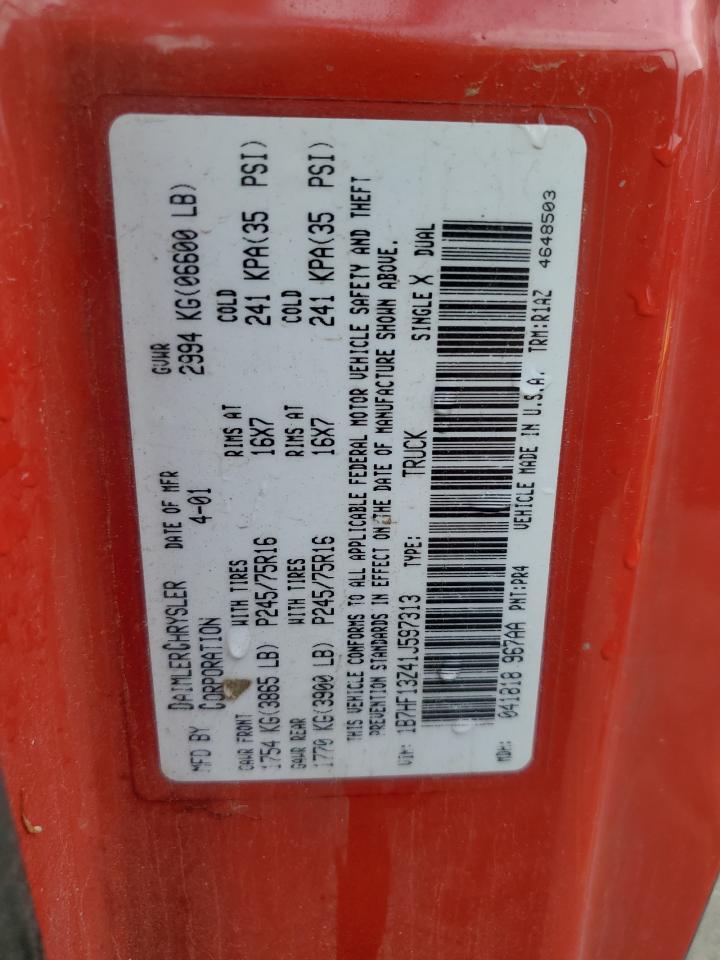 MFD BY DAIMLERCHRYSLER CORPORATION DATE OF MFR 4-01 GVWR 2994 KG(06600 LB)
GAWR FRONT WITH TIRES RIMS AT COLD
1754 KG(3865 LB) P245/75R16 16X7 241 KPA(35 PSI)
GAWR REAR WITH TIRES RIMS AT COLD
1770 KG(3900 LB) P245/75R16 16X7 241 KPA(35 PSI)
THIS VEHICLE CONFORMS TO ALL APPLICABLE FEDERAL MOTOR VEHICLE SAFETY AND THEFT
PREVENTION STANDARDS IN EFFECT ON THE DATE OF MANUFACTURE SHOWN ABOVE.
VIN: 1B7HF13Z41J597313 TYPE: TRUCK SINGLE X DUAL
MDH: 041818 967AA PNT:PR4 VEHICLE MADE IN U.S.A. TRM:R1AZ 4648503